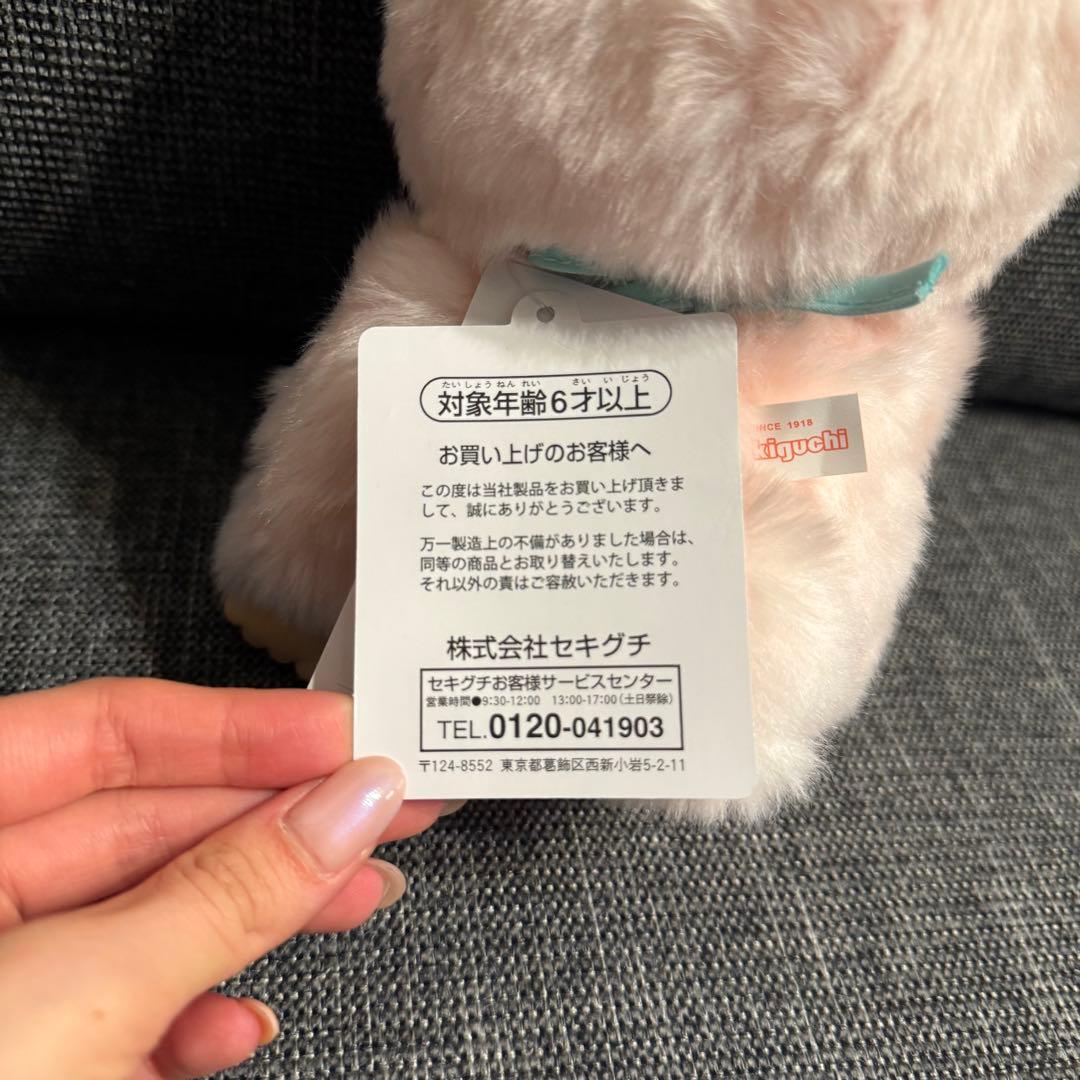 たいしょうねんれい さいいじょう
対象年齢6才以上
お買い上げのお客様へ
この度は当社製品をお買い上げ頂きま
して、誠にありがとうございます。
万一製造上の不備がありました場合は、
同等の商品とお取り替えいたします。
それ以外の責はご容赦いただきます。
株式会社セキグチ
セキグチお客様サービスセンター
営業時間●9:30-12:00 13:00-17:00(土日祭除)
TEL.0120-041903
〒124-8552 東京都葛飾区西新小岩5-2-11
INCE 1918
kiguchi